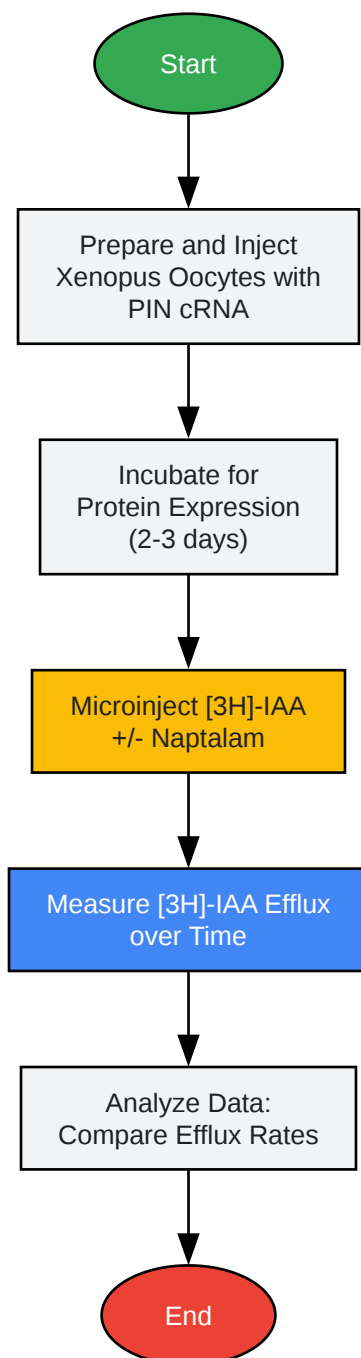 Start
Prepare and Inject
Xenopus Oocytes with
PIN cRNA
Incubate for
Protein Expression
(2-3 days)
Microinject [3H]-IAA
+/- Naptalam
Measure [3H]-IAA Efflux
over Time
Analyze Data:
Compare Efflux Rates
End